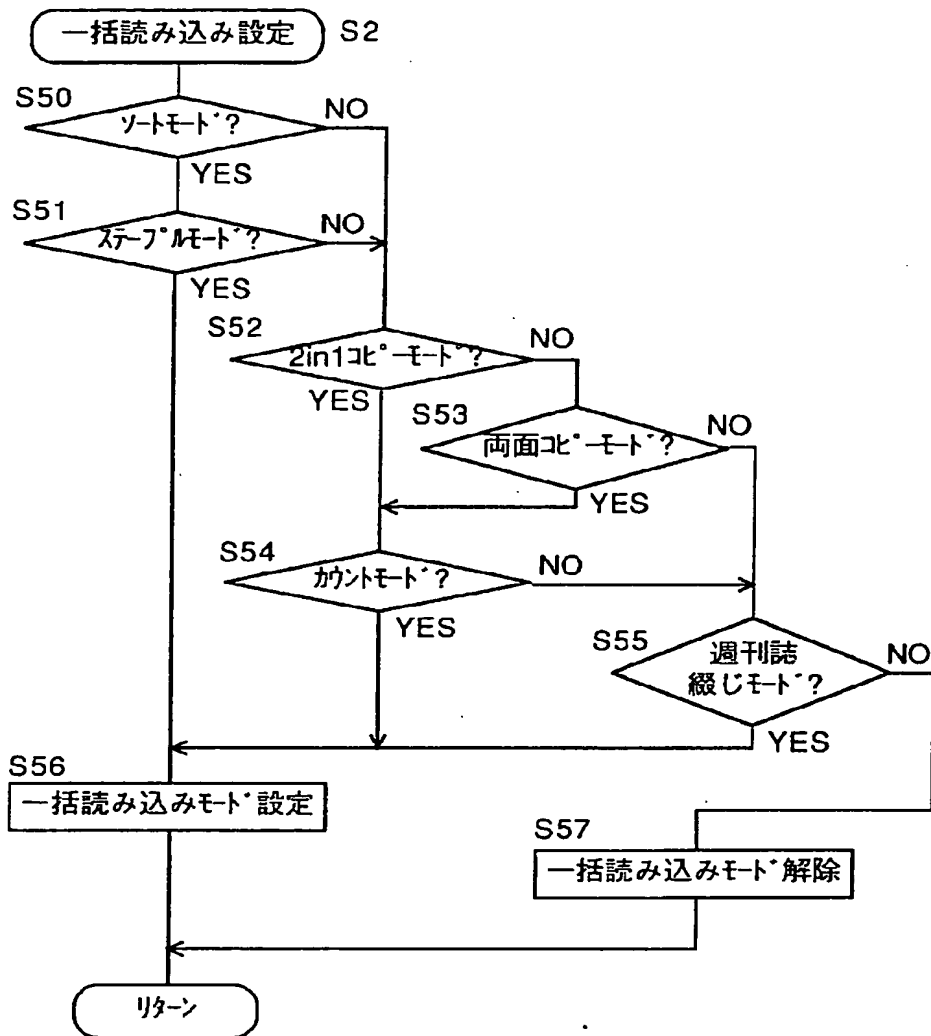 一括読み込み設定 S2
S50
ソートモード?
NO
YES
S51
ステープルモード?
NO
YES
S52
2in1コピーモード?
NO
YES
S53
両面コピーモード?
NO
YES
S54
カウントモード?
NO
YES
S55
週刊誌
綴じモード?
NO
YES
S56
一括読み込みモード設定
S57
一括読み込みモード解除
リターン